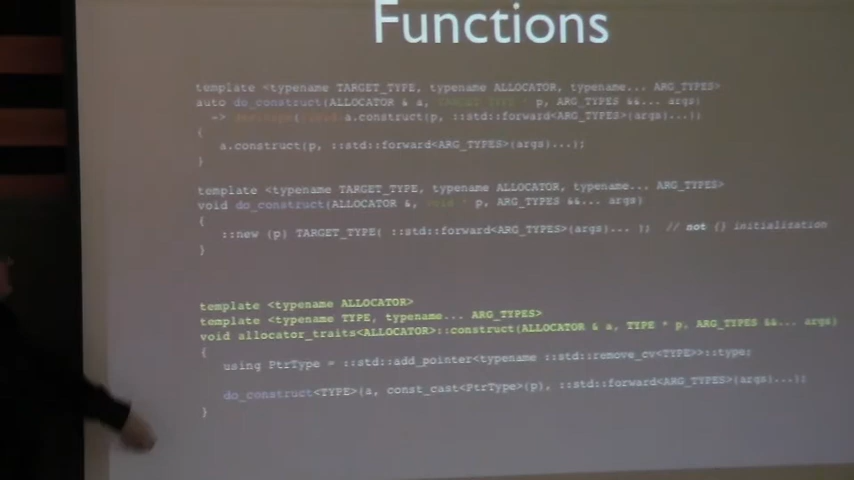 Functions
template <typename TARGET_TYPE, typename ALLOCATOR, typename... ARG_TYPES>
auto do_construct(ALLOCATOR & a, TARGET_TYPE * p, ARG_TYPES &&... args)
-> decltype((void)a.construct(p, ::std::forward<ARG_TYPES>(args)...))
{
a.construct(p, ::std::forward<ARG_TYPES>(args)...);
}
template <typename TARGET_TYPE, typename ALLOCATOR, typename... ARG_TYPES>
void do_construct(ALLOCATOR &, void * p, ARG_TYPES &&... args)
{
::new (p) TARGET_TYPE( ::std::forward<ARG_TYPES>(args)... ); // not {} initialization
}
template <typename ALLOCATOR>
template <typename TYPE, typename... ARG_TYPES>
void allocator_traits<ALLOCATOR>::construct(ALLOCATOR & a, TYPE * p, ARG_TYPES &&... args)
{
using PtrType = ::std::add_pointer<typename ::std::remove_cv<TYPE>>::type;
do_construct<TYPE>(a, const_cast<PtrType>(p), ::std::forward<ARG_TYPES>(args)...);
}